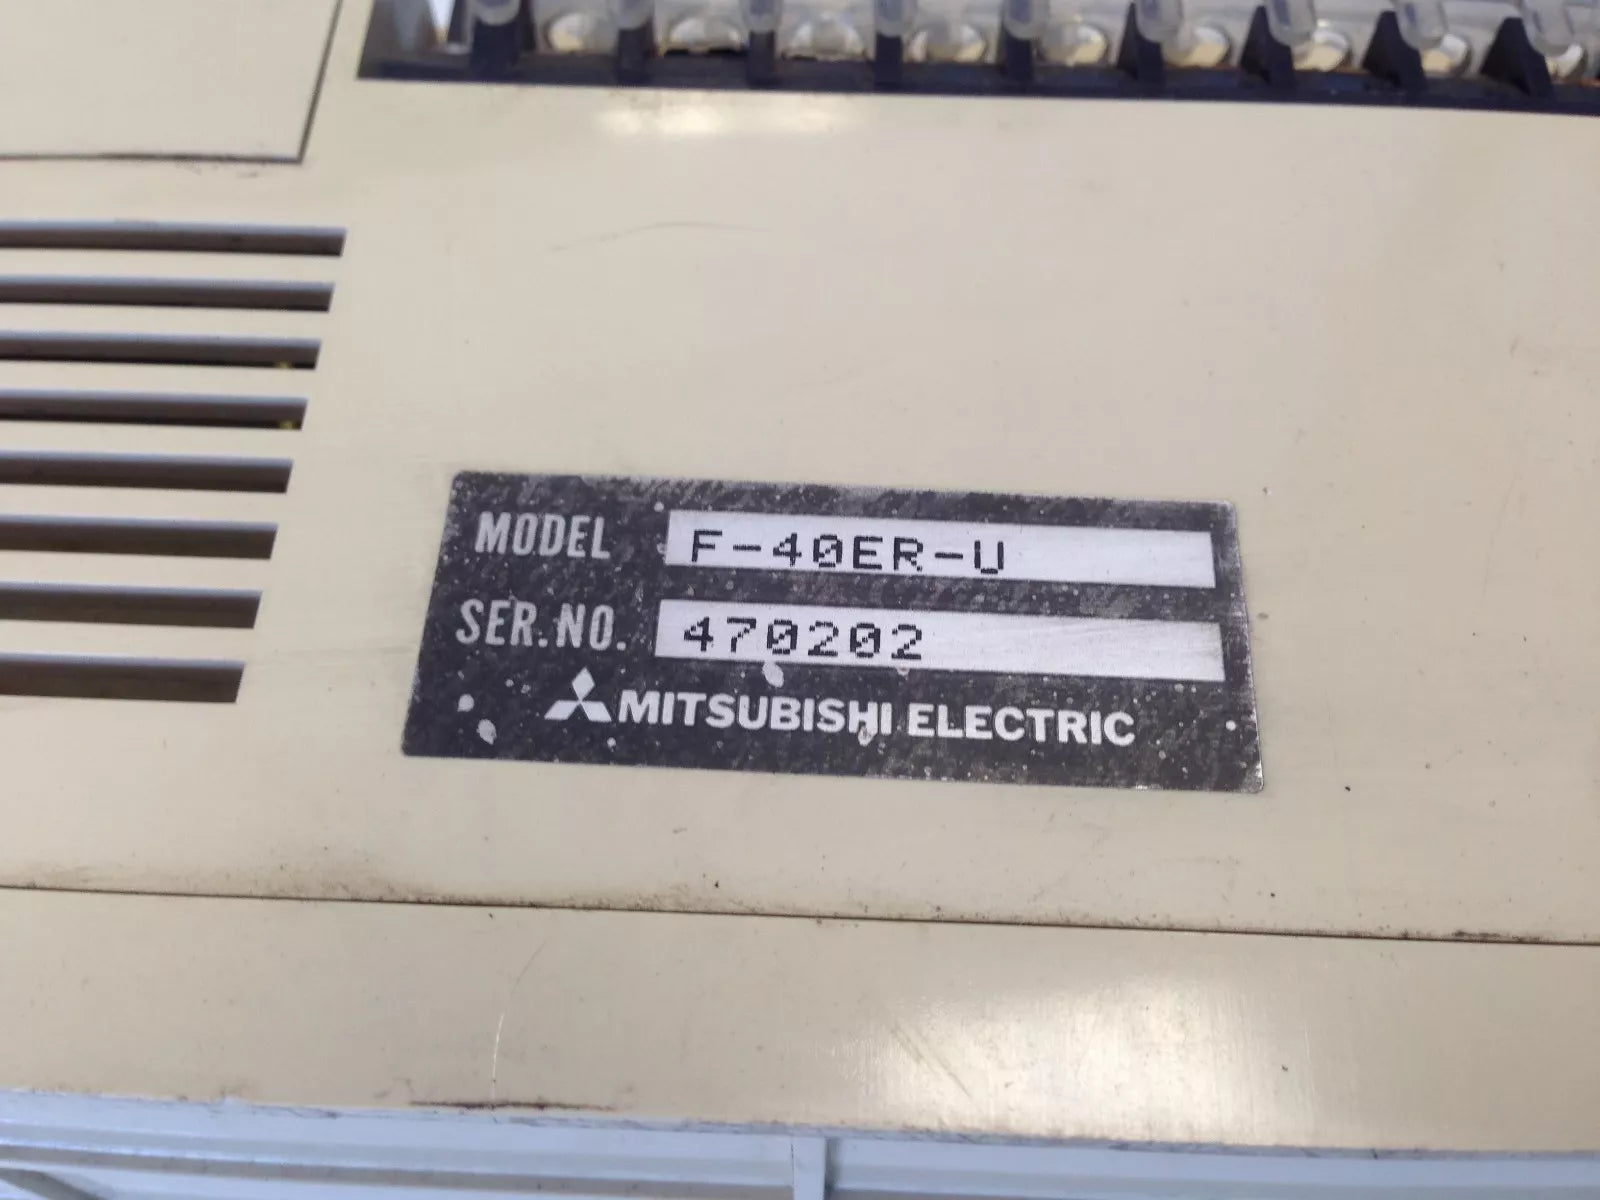 MODEL F-40ER-U
SER.NO. 470202
MITSUBISHI ELECTRIC